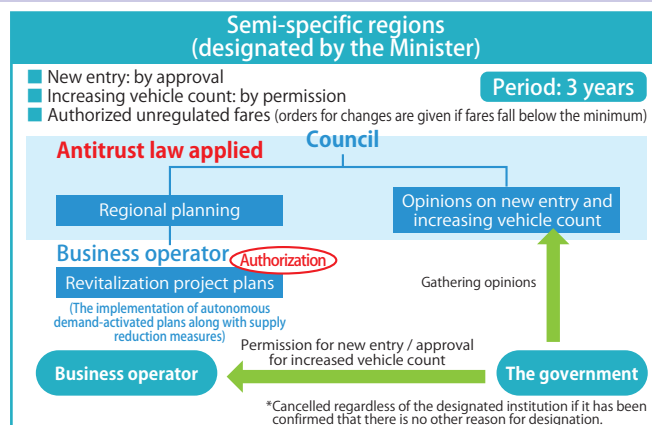 Semi-specific regions
(designated by the Minister)
New entry: by approval
Increasing vehicle count: by permission
Period: 3 years
Authorized unregulated fares (orders for changes are given if fares fall below the minimum)
Council
Antitrust law applied
Regional planning
Opinions on new entry and
increasing vehicle count
Business operator
Authorization
Revitalization project plans
(The implementation of autonomous
demand-activated plans along with supply
reduction measures)
Gathering opinions
Permission for new entry / approval
for increased vehicle count
Business operator
The government
*Cancelled regardless of the designated institution if it has been
confirmed that there is no other reason for designation.